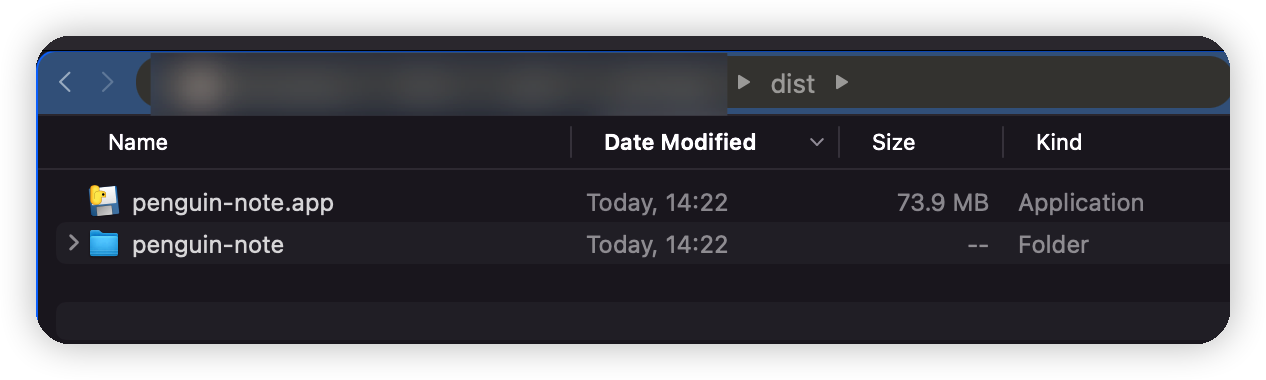 dist
Name Date Modified Size Kind
penguin-note.app Today, 14:22 73.9 MB Application
penguin-note Today, 14:22 -- Folder